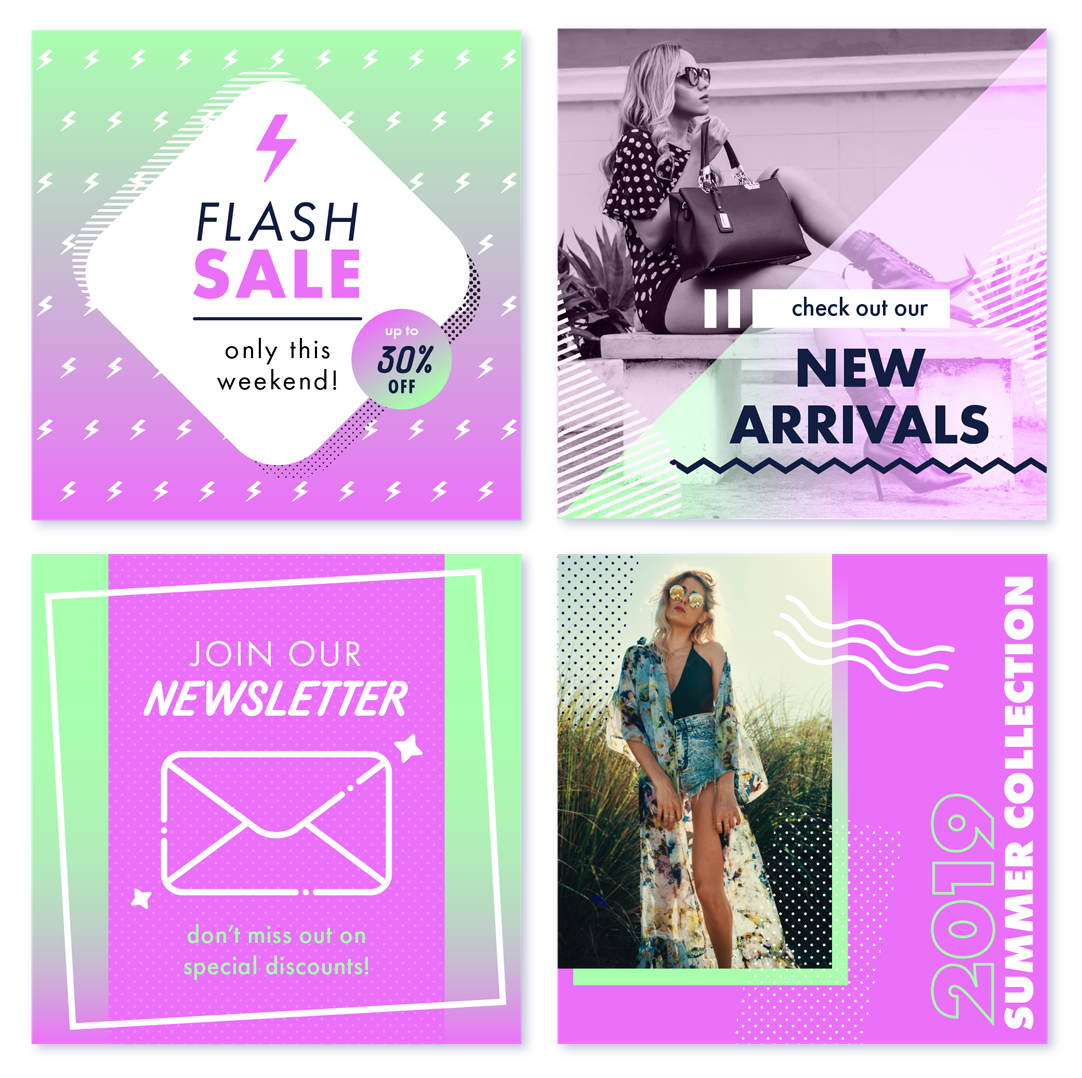 FLASH
SALE
only this
weekend!
up to
30%
OFF
check out our
NEW
ARRIVALS
JOIN OUR
NEWSLETTER
don't miss out on
special discounts!
2019
SUMMER COLLECTION